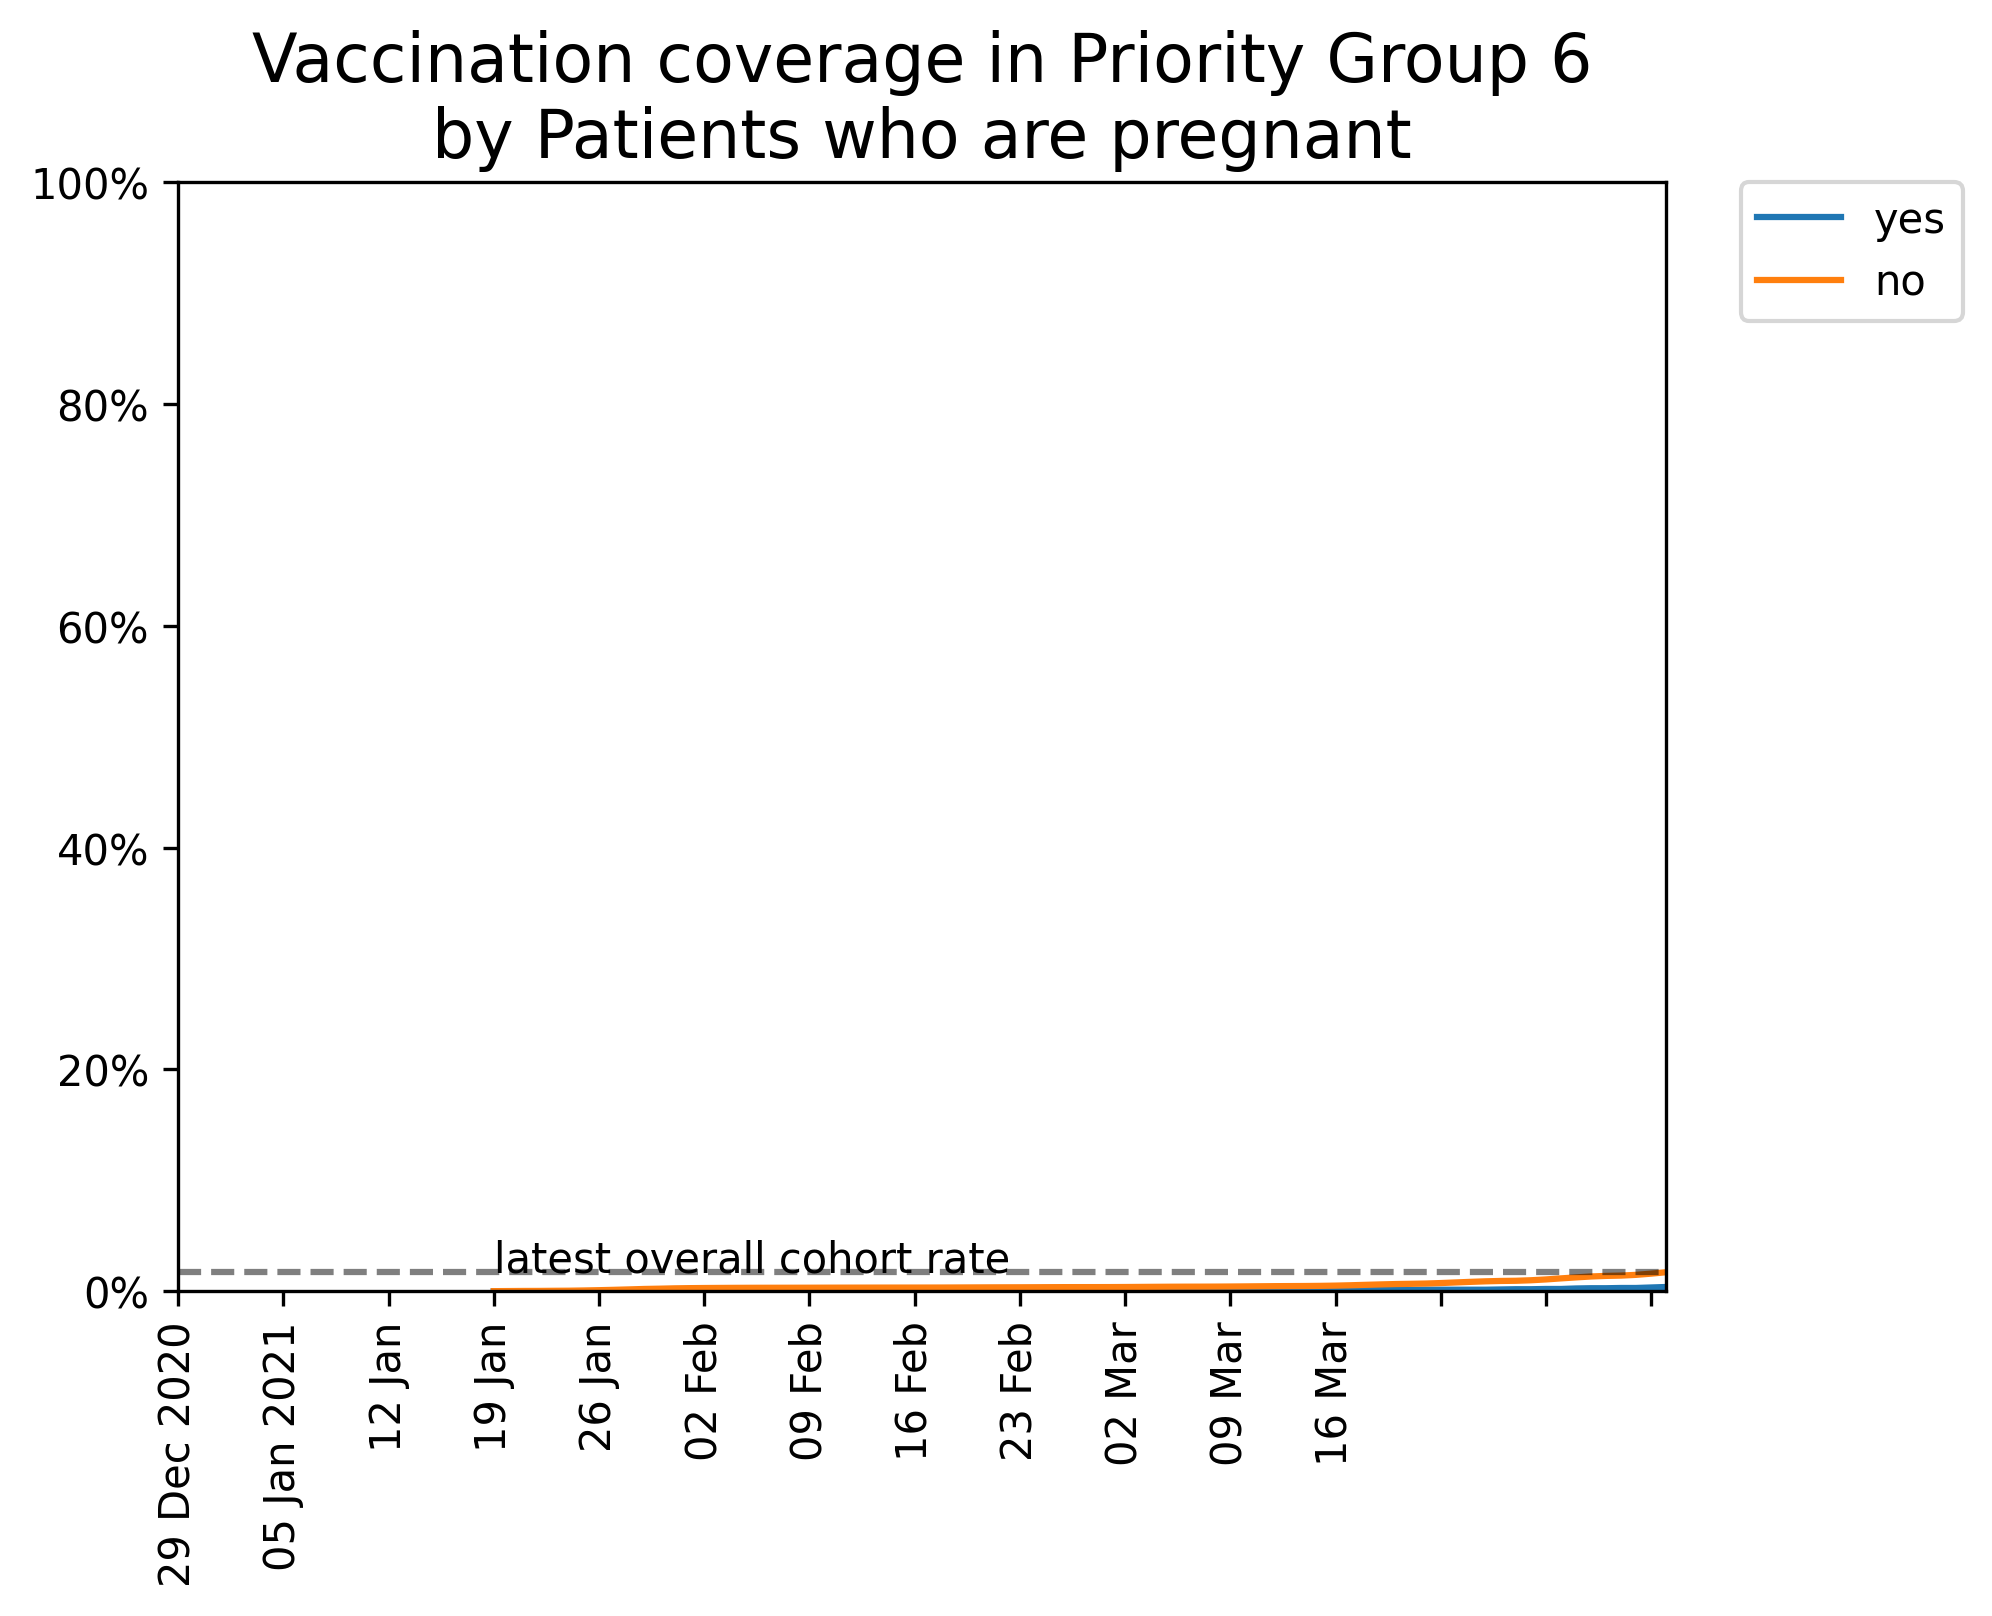 Vaccination coverage in Priority Group 6
by Patients who are pregnant
100%
80%
60%
40%
20%
0%
yes
no
latest overall cohort rate
29 Dec 2020
05 Jan 2021
12 Jan
19 Jan
26 Jan
02 Feb
09 Feb
16 Feb
23 Feb
02 Mar
09 Mar
16 Mar